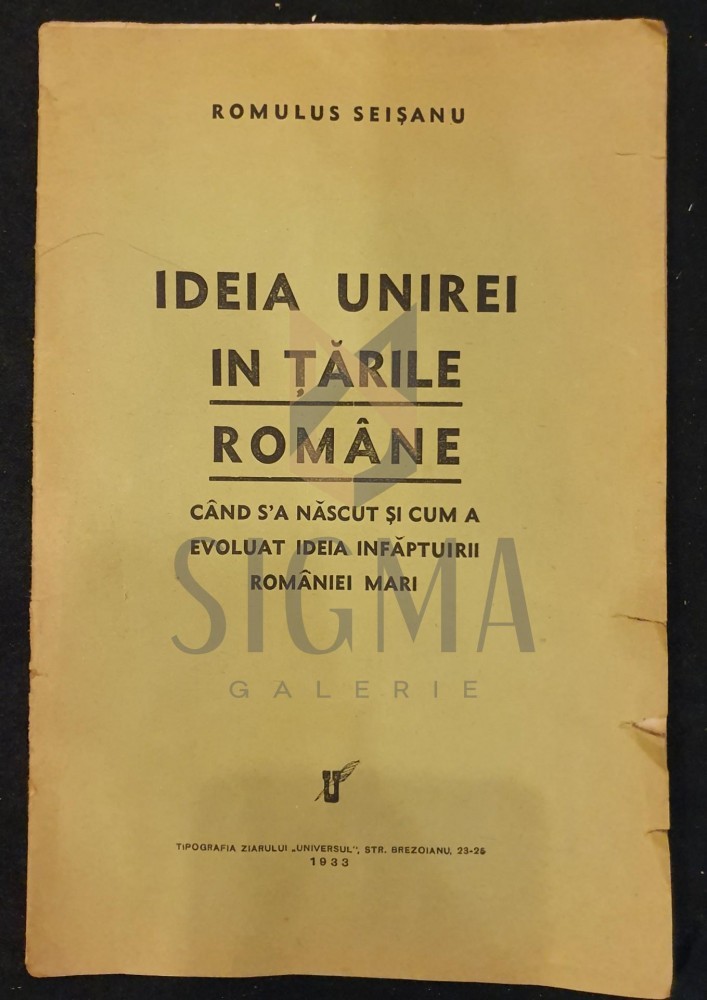 ROMULUS SEIȘANU
IDEIA UNIREI
IN ȚĂRILE
ROMÂNE
CÂND S'A NĂSCUT ȘI CUM A
EVOLUAT IDEIA INFĂPTUIRII
ROMÂNIEI MARI
SIGMA
GALERIE
U
TIPOGRAFIA ZIARULUI „UNIVERSUL”, STR. BREZOIANU, 23-25
1933